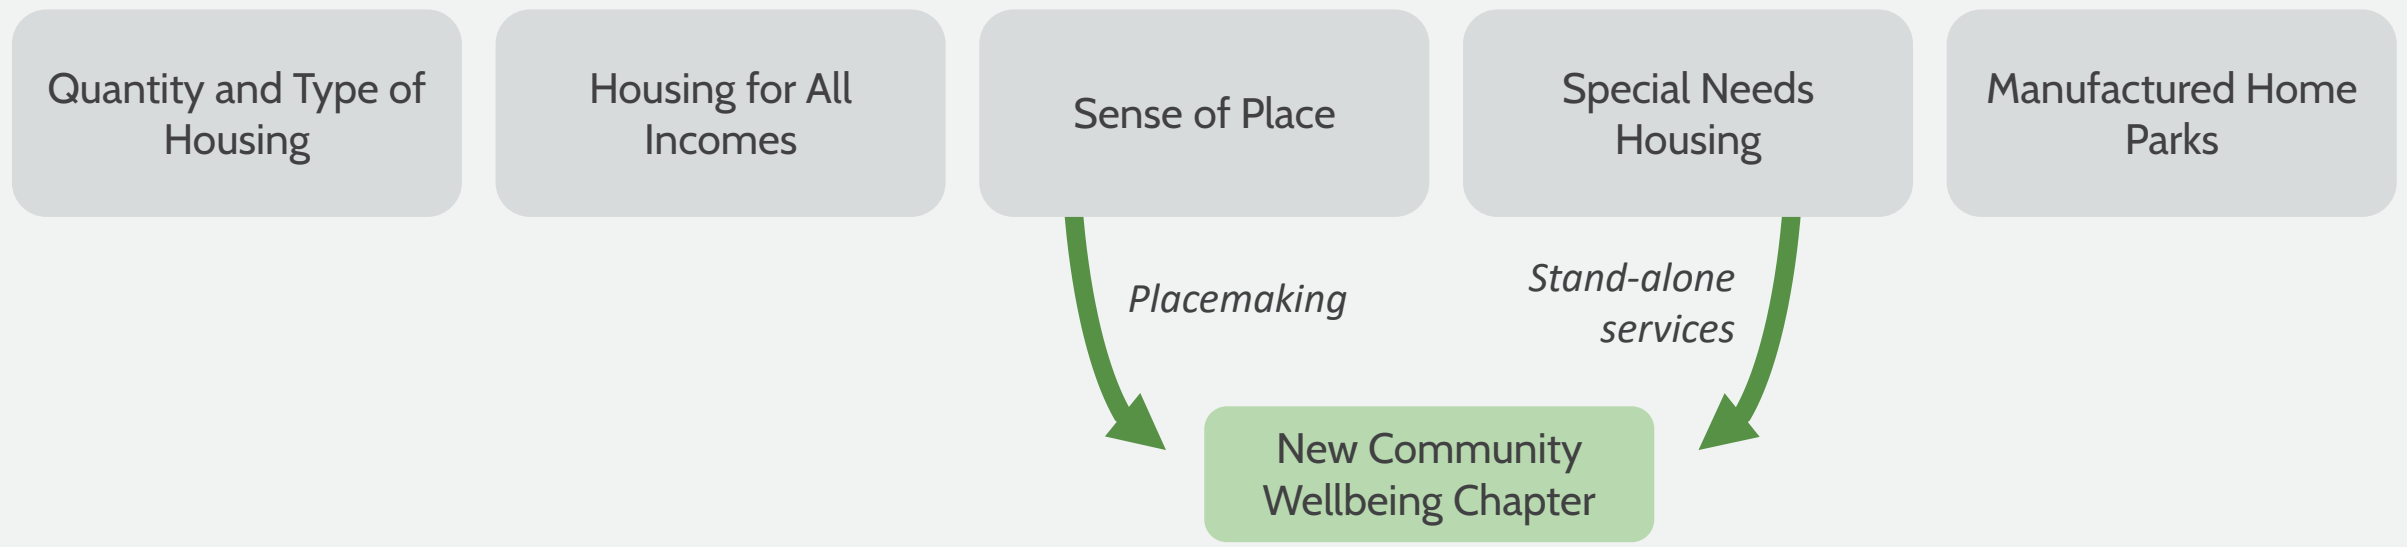 Quantity and Type of
Housing
Housing for All
Incomes
Sense of Place
Special Needs
Housing
Manufactured Home
Parks
Placemaking
Stand-alone
services
New Community
Wellbeing Chapter